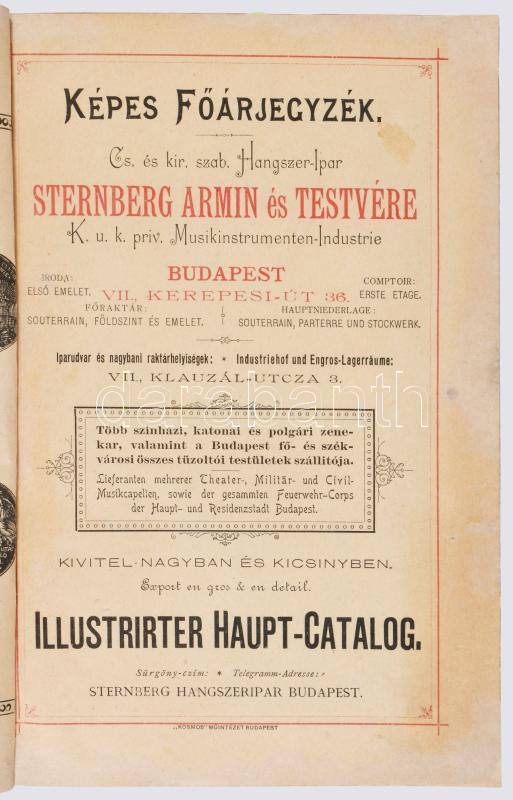 KÉPES FŐÁRJEGYZÉK.
Cs. és kir. szab. Hangszer-Ipar
STERNBERG ARMIN és TESTVÉRE
K. u. k. priv. Musikinstrumenten-Industrie
BUDAPEST
IRODA:
ELSŐ EMELET.
VII., KEREPESI-ÚT 36.
COMPTOIR:
ERSTE ETAGE.
FŐRAKTÁR:
SOUTERRAIN, FÖLDSZINT ÉS EMELET.
HAUPTNIEDERLAGE:
SOUTERRAIN, PARTERRE UND STOCKWERK.
Iparudvar és nagybani raktárhelyiségek: * Industriehof und Engros-Lagerräume:
VII., KLAUZÁL-UTCZA 3.
darabanth
Több szinházi, katonai és polgári zene-
kar, valamint a Budapest fő- és szék-
városi összes tüzoltói testületek szállitója.
Lieferanten mehrerer Theater-, Militär- und Civil-
Musikcapellen, sowie der gesammten Feuerwehr-Corps
der Haupt- und Residenzstadt Budapest.
KIVITEL NAGYBAN ÉS KICSINYBEN.
Export en gros & en detail.
ILLUSTRIRTER HAUPT-CATALOG.
Sürgöny-czím: * Telegramm-Adresse:
STERNBERG HANGSZERIPAR BUDAPEST.
„KOSMOS" MŰINTÉZET BUDAPEST